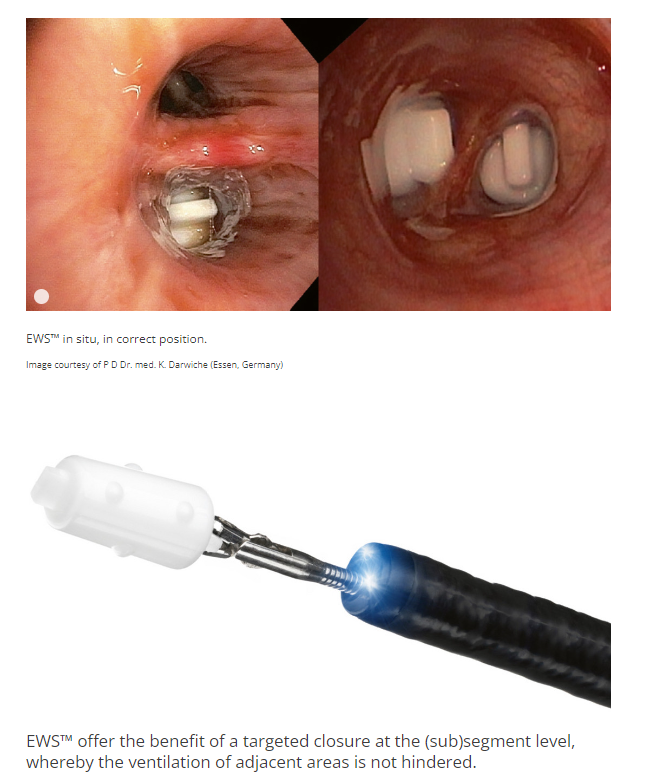 EWS™ in situ, in correct position.
Image courtesy of P D Dr. med. K. Darwiche (Essen, Germany)
EWS™ offer the benefit of a targeted closure at the (sub)segment level,
whereby the ventilation of adjacent areas is not hindered.